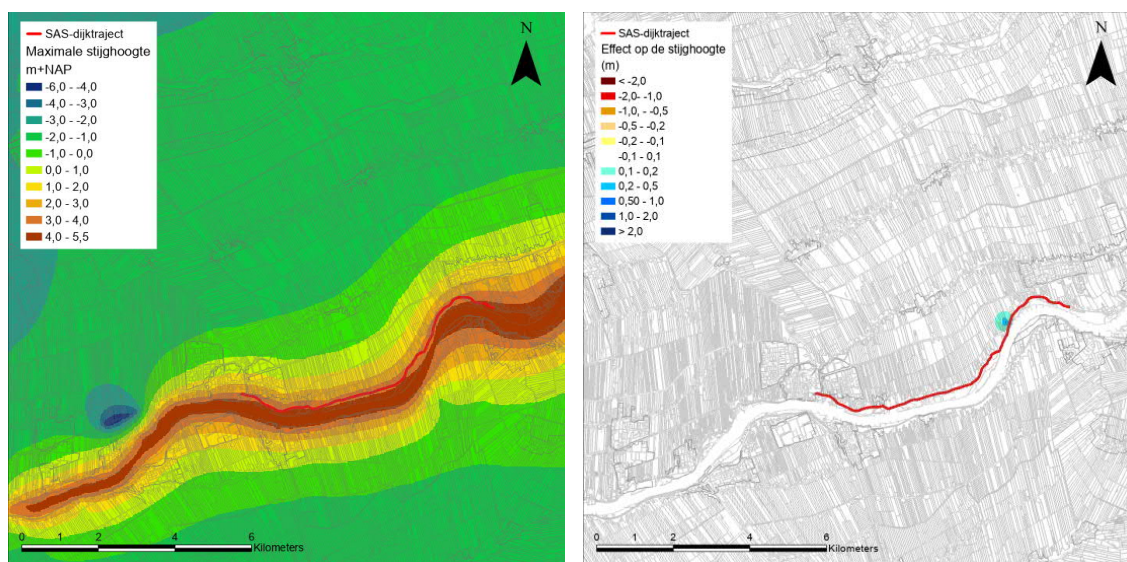 SAS-dijktraject
Maximale stijghoogte
m+NAP
-6,0 - -4,0
-4,0 - -3,0
-3,0 - -2,0
-2,0 - -1,0
-1,0 - 0,0
0,0 - 1,0
1,0 - 2,0
2,0 - 3,0
3,0 - 4,0
4,0 - 5,5
N
0 1 2 4 6
Kilometers
SAS-dijktraject
Effect op de stijghoogte
(m)
< -2,0
-2,0- -1,0
-1,0, - -0,5
-0,5 - -0,2
-0,2 - -0,1
-0,1 - 0,1
0,1 - 0,2
0,2 - 0,5
0,50 - 1,0
1,0 - 2,0
> 2,0
N
0 1 2 4 6
Kilometers